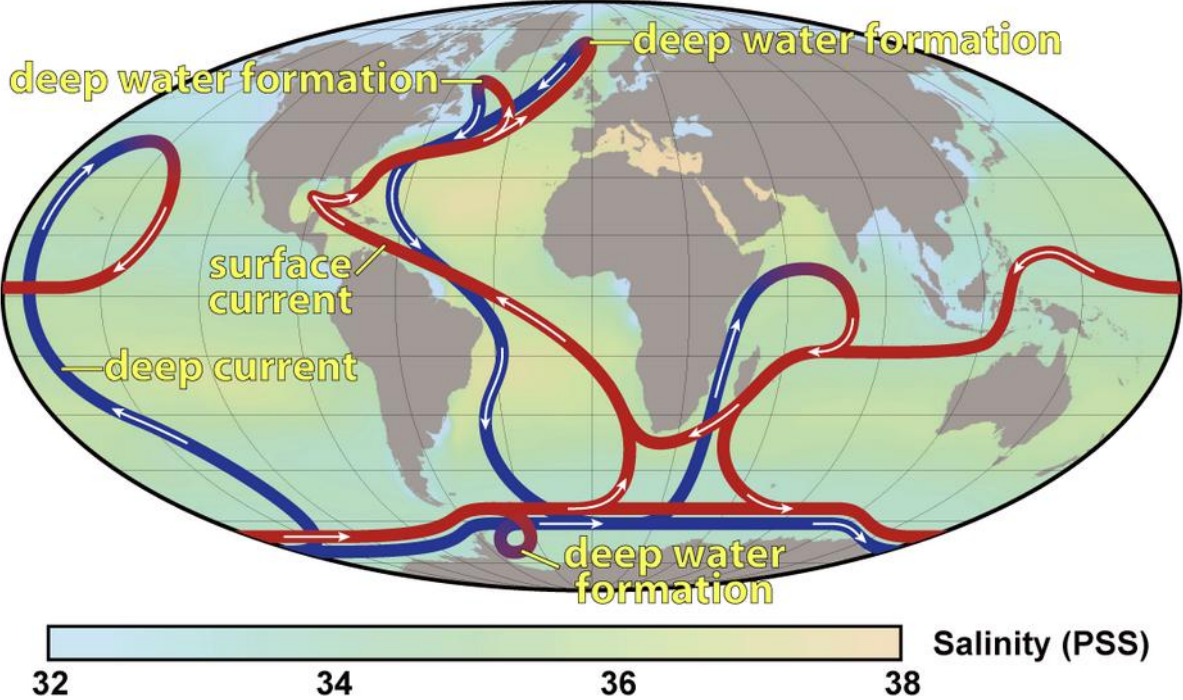 deep water formation
deep water formation
surface
current
deep current
deep water
formation
Salinity (PSS)
32 34 36 38